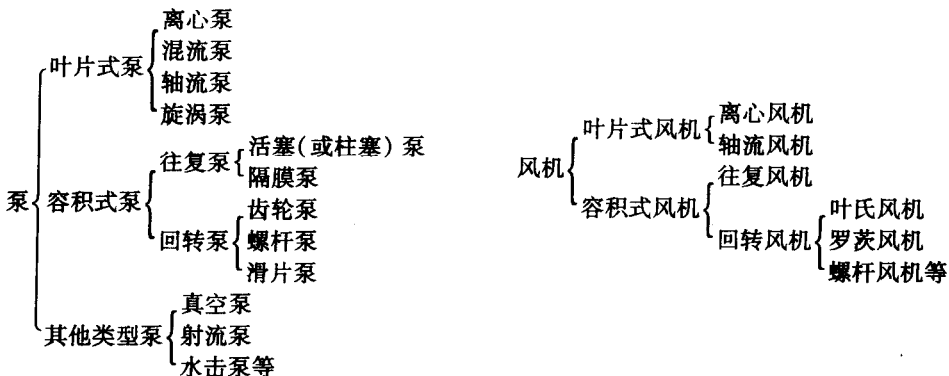 离心泵
混流泵
叶片式泵
轴流泵
旋涡泵
活塞(或柱塞)泵
往复泵
隔膜泵
泵
容积式泵
齿轮泵
回转泵
螺杆泵
滑片泵
真空泵
其他类型泵
射流泵
水击泵等
离心风机
叶片式风机
轴流风机
风机
往复风机
容积式风机
叶氏风机
回转风机
罗茨风机
螺杆风机等